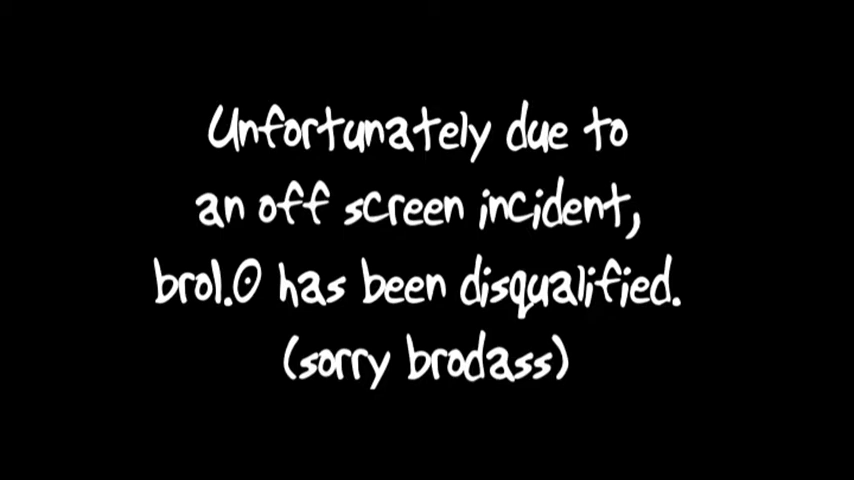 Unfortunately due to
an off screen incident,
bro1.0 has been disqualified.
(sorry brodass)